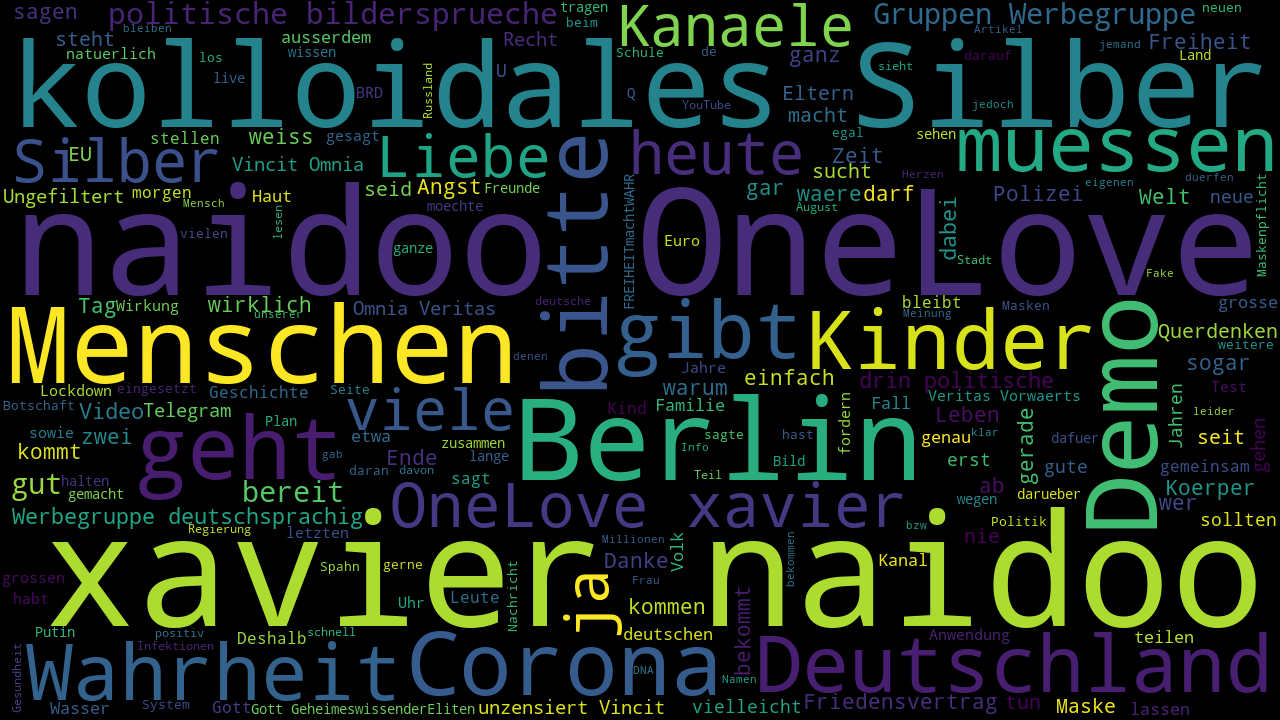 sagen politische bildersprueche tragen Kanaele Gruppen Werbegruppe neuen
bleiben beim Artikel
steht ausserdem Recht Schule de ganz jemand Freiheit
natuerlich los wissen sieht darauf Land
kolloidales Silber
live BRD Russland U Q YouTube Eltern jedoch
macht
stellen weiss gesagt egal sehen muessen
Silber EU Vincit Omnia Liebe bitte heute Zeit sucht Herzen eigenen duerfen
Ungefiltert morgen Haut seid Angst Freunde FREIHEITmachtWAHR gar waere darf Polizei Welt neue Maskenpflicht
Mensch lesen moechte August dabei
naidoo OneLove
vielen ganze Euro Stadt Fake
Tag Wirkung wirklich Omnia Veritas deutsche bleibt Masken grosse
unserer Meinung
Menschen gibt Kinder Demo Querdenken
denen weitere
Jahre sogar
Lockdown eingesetzt Geschichte Seite warum einfach drin politische Test
Botschaft Video Telegram viele Kind Familie Fall Veritas Vorwaerts
Plan Berlin fordern Leben Jahren leider
sowie zwei geht etwa zusammen sagte hast genau klar dafuer seit
kommt gab Ende lange Info Bild erst gerade gute gemeinsam gehen
daran davon Teil
gut halten gemacht bereit sagt ab wegen darueber wer Koerper
Werbegruppe deutschsprachig OneLove xavier bzw Politik sollten
Regierung letzten Millionen nie
xavier naidoo
Spahn gerne Danke Volk Kanal bekommen
grossen Frau
habt Uhr Leute Nachricht ja kommen
Putin positiv Deshalb schnell deutschen bekommt Anwendung teilen
Infektionen
Gesundheit Wahrheit Corona DNA Deutschland
Namen
Wasser System Gott Gott GeheimeswissenderEliten unzensiert Vincit vielleicht Friedensvertrag tun Maske lassen